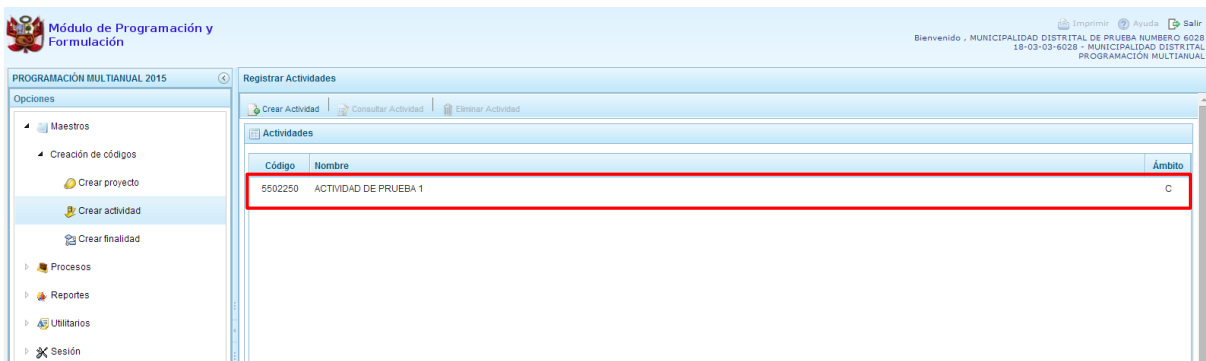 Módulo de Programación y
Formulación
Imprimir Ayuda Salir
Bienvenido , MUNICIPALIDAD DISTRITAL DE PRUEBA NUMBERO 6028
18-03-03-6028 - MUNICIPALIDAD DISTRITAL
PROGRAMACIÓN MULTIANUAL
PROGRAMACIÓN MULTIANUAL 2015
Registrar Actividades
Opciones
Crear Actividad Consultar Actividad Eliminar Actividad
Maestros
Actividades
Creación de códigos
Código Nombre Ámbito
Crear proyecto
5502250 ACTIVIDAD DE PRUEBA 1 C
Crear actividad
Crear finalidad
Procesos
Reportes
Utilitarios
Sesión